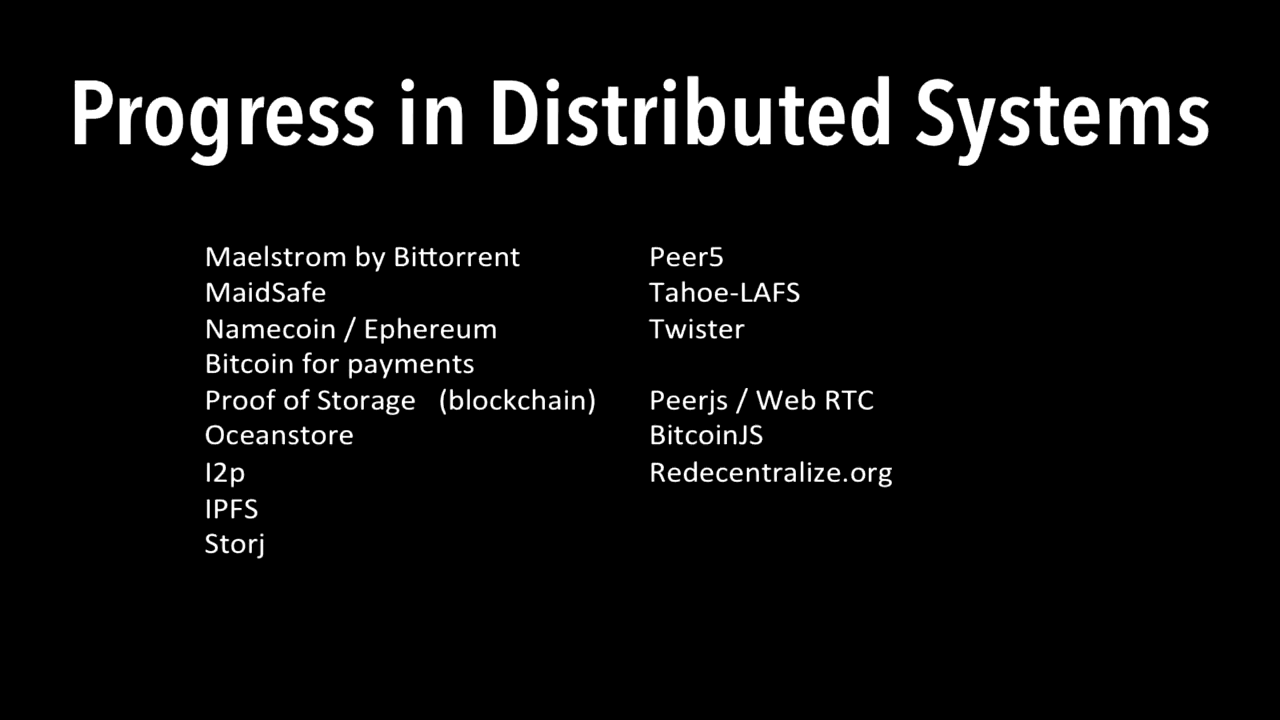 Progress in Distributed Systems
Maelstrom by Bittorrent
MaidSafe
Namecoin / Ephereum
Bitcoin for payments
Proof of Storage (blockchain)
Oceanstore
I2p
IPFS
Storj
Peer5
Tahoe-LAFS
Twister
Peerjs / Web RTC
BitcoinJS
Redecentralize.org